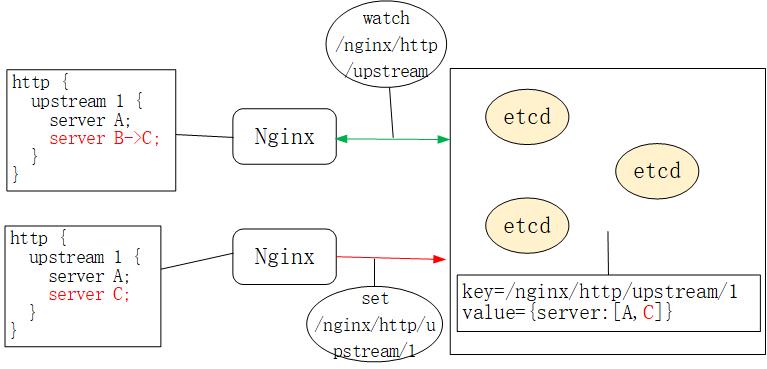 watch
/nginx/http
/upstream
http {
upstream 1 {
server A;
server B->C;
}
}
Nginx
etcd
etcd
etcd
http {
upstream 1 {
server A;
server C;
}
}
Nginx
set
/nginx/http/u
pstream/1
key=/nginx/http/upstream/1
value={server:[A,C]}